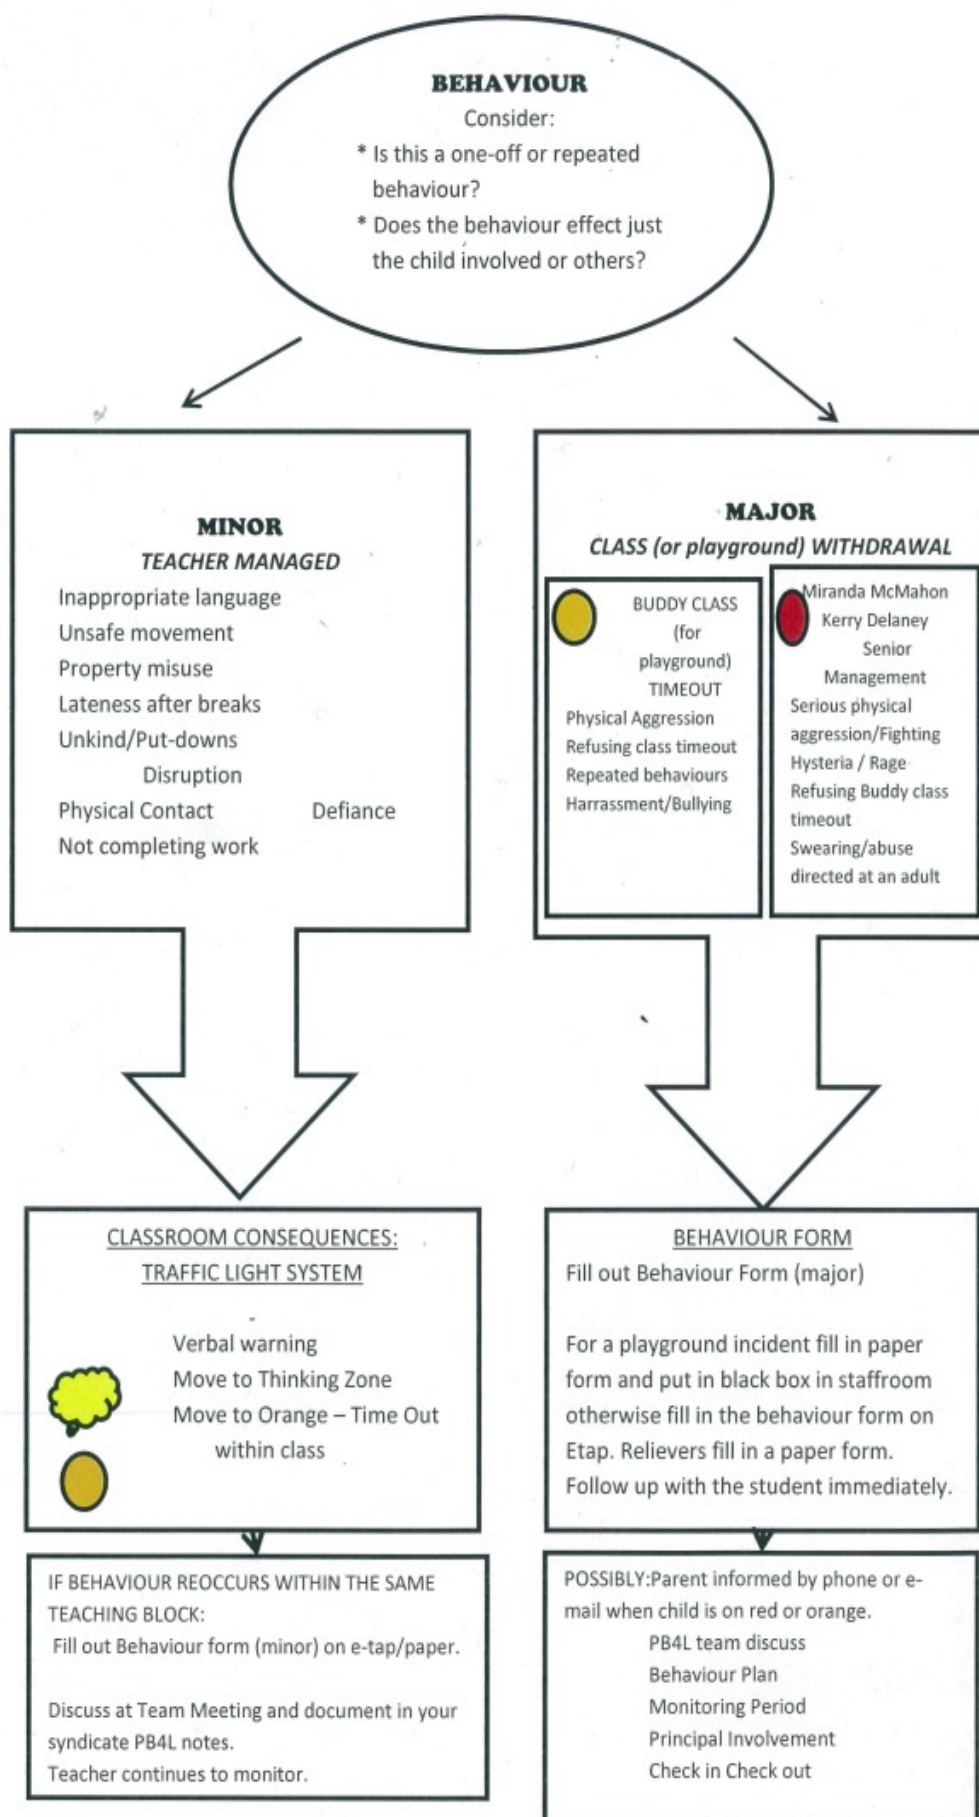 BEHAVIOUR
Consider:
* Is this a one-off or repeated
behaviour?
* Does the behaviour effect just
the child involved or others?
MINOR
TEACHER MANAGED
Inappropriate language
Unsafe movement
Property misuse
Lateness after breaks
Unkind/Put-downs
Disruption
Physical Contact Defiance
Not completing work
MAJOR
CLASS (or playground) WITHDRAWAL
BUDDY CLASS
(for
playground)
TIMEOUT
Physical Aggression
Refusing class timeout
Repeated behaviours
Harrassment/Bullying
Miranda McMahon
Kerry Delaney
Senior
Management
Serious physical
aggression/Fighting
Hysteria / Rage
Refusing Buddy class
timeout
Swearing/abuse
directed at an adult
CLASSROOM CONSEQUENCES:
TRAFFIC LIGHT SYSTEM
Verbal warning
Move to Thinking Zone
Move to Orange – Time Out
within class
BEHAVIOUR FORM
Fill out Behaviour Form (major)
For a playground incident fill in paper
form and put in black box in staffroom
otherwise fill in the behaviour form on
Etap. Relievers fill in a paper form.
Follow up with the student immediately.
IF BEHAVIOUR REOCCURS WITHIN THE SAME
TEACHING BLOCK:
Fill out Behaviour form (minor) on e-tap/paper.
Discuss at Team Meeting and document in your
syndicate PB4L notes.
Teacher continues to monitor.
POSSIBLY:Parent informed by phone or e-
mail when child is on red or orange.
PB4L team discuss
Behaviour Plan
Monitoring Period
Principal Involvement
Check in Check out